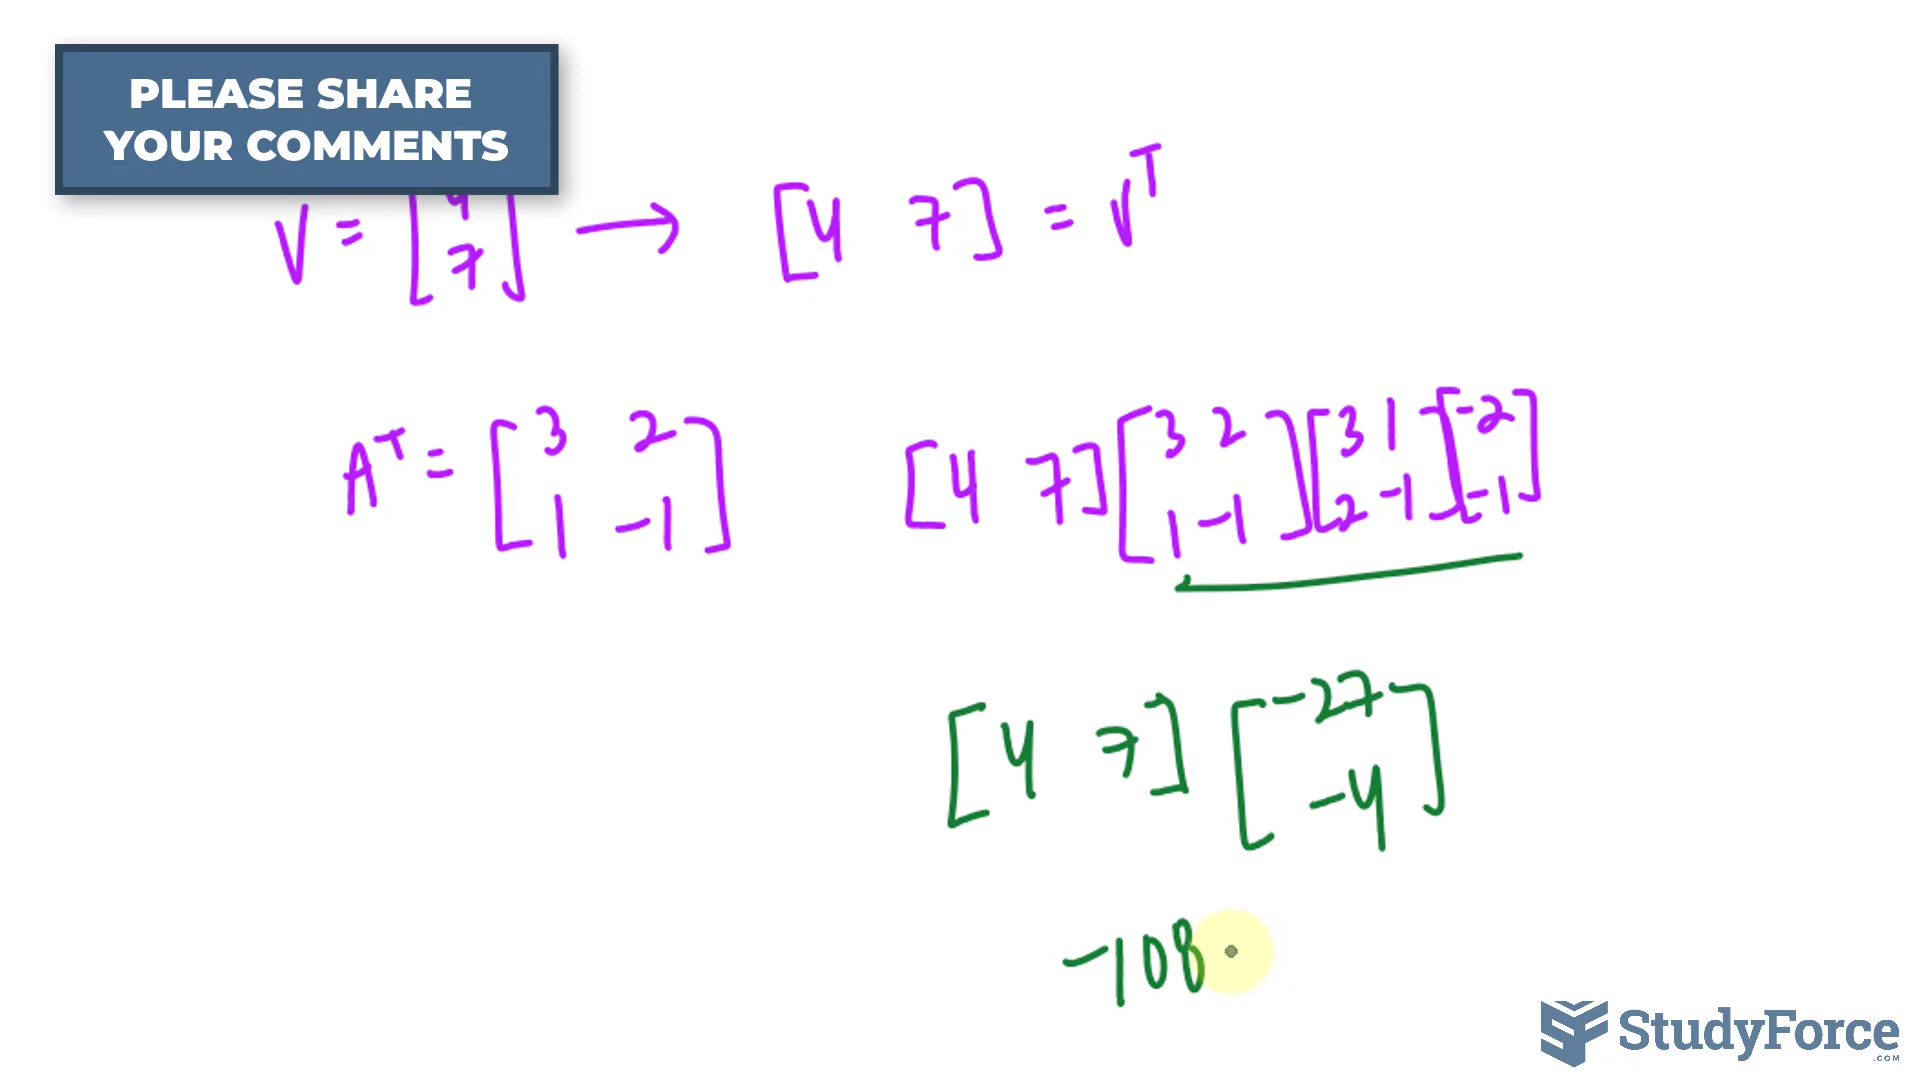 PLEASE SHARE
YOUR COMMENTS
V = [4 7] → [4 7] = V^T
A^T = [3 2
1 -1]
[4 7] [3 2
1 -1] [3 1
2 -1] [-2
-1]
[4 7] [-27
-4]
-108
StudyForce
.COM